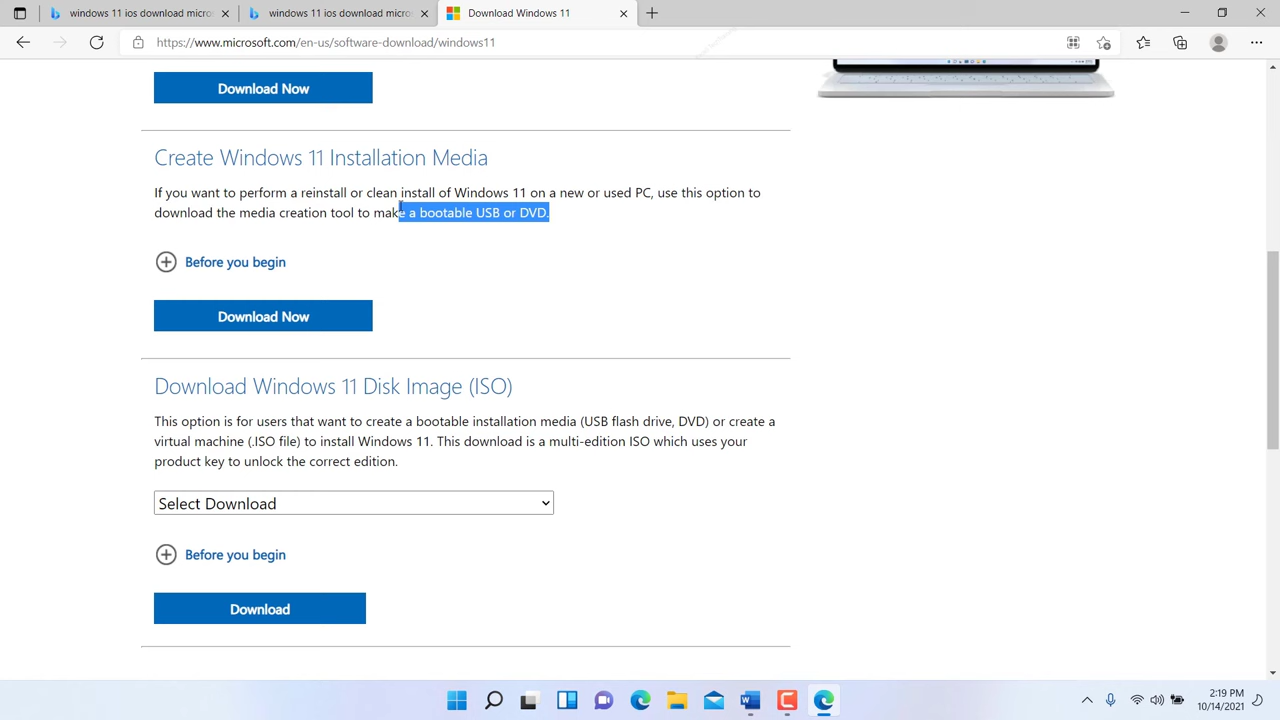 windows 11 ios download micro
windows 11 ios download micro
Download Windows 11
https://www.microsoft.com/en-us/software-download/windows11
Download Now
Create Windows 11 Installation Media
If you want to perform a reinstall or clean install of Windows 11 on a new or used PC, use this option to
download the media creation tool to make a bootable USB or DVD.
Before you begin
Download Now
Download Windows 11 Disk Image (ISO)
This option is for users that want to create a bootable installation media (USB flash drive, DVD) or create a
virtual machine (.ISO file) to install Windows 11. This download is a multi-edition ISO which uses your
product key to unlock the correct edition.
Select Download
Before you begin
Download
2:19 PM
10/14/2021